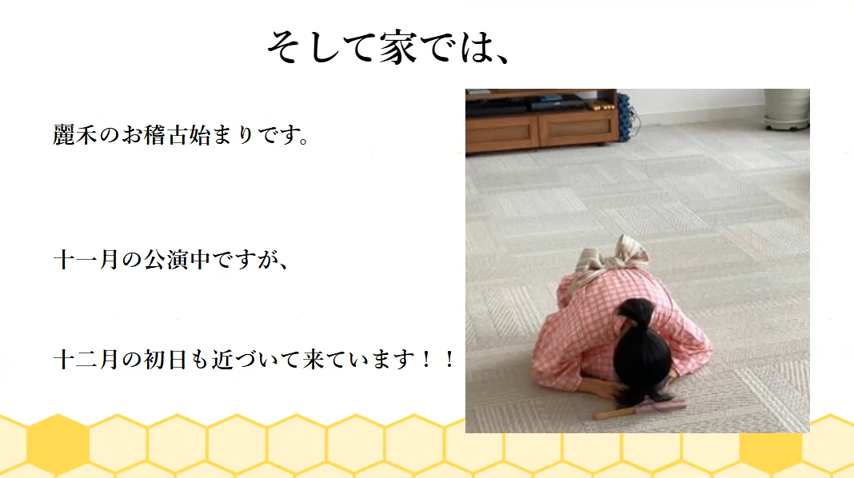 そして家では、
麗禾のお稽古始まりです。
十一月の公演中ですが、
十二月の初日も近づいて来ています！！